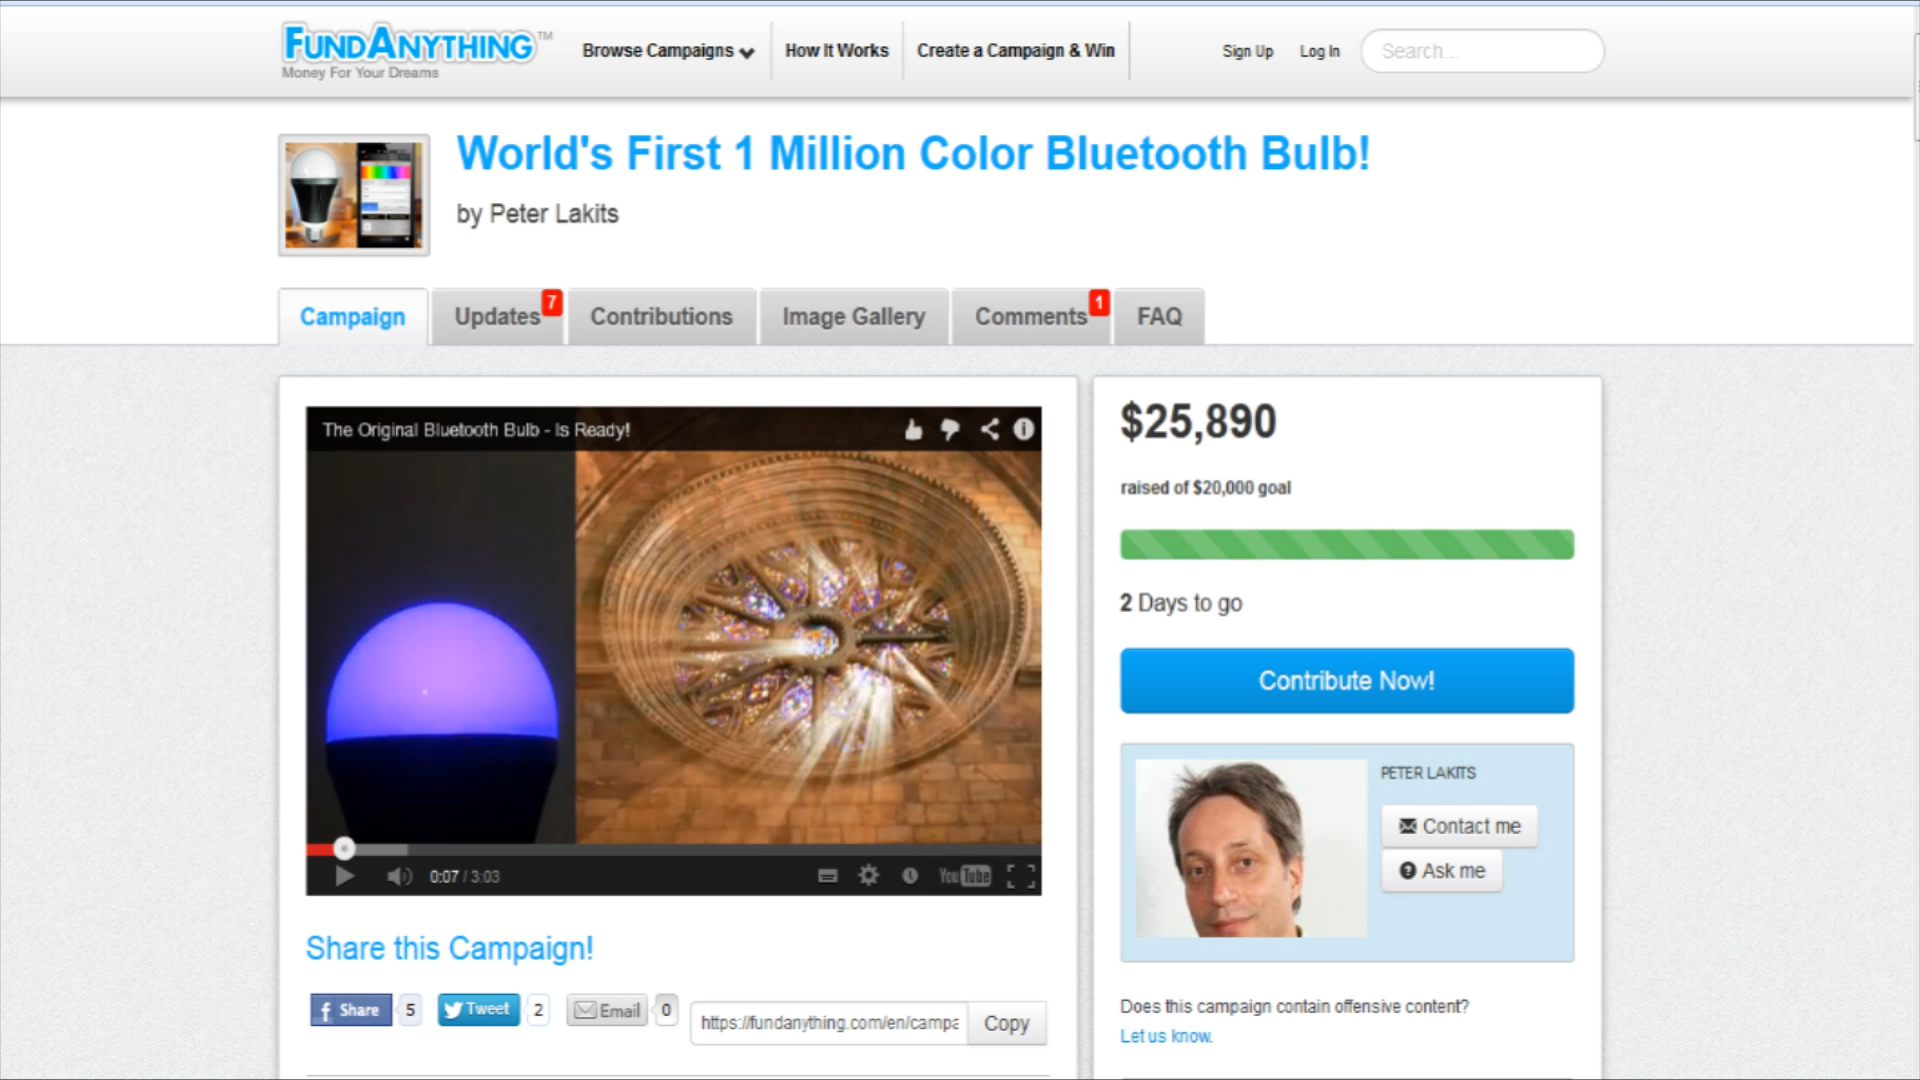 FUNDANYTHING™
Money For Your Dreams
Browse Campaigns
How It Works
Create a Campaign & Win
Sign Up
Log In
Search...
World's First 1 Million Color Bluetooth Bulb!
by Peter Lakits
Campaign
Updates
7
Contributions
Image Gallery
Comments
1
FAQ
The Original Bluetooth Bulb - Is Ready!
0:07 / 3:03
YouTube
$25,890
raised of $20,000 goal
2 Days to go
Contribute Now!
PETER LAKITS
Contact me
Ask me
Share this Campaign!
Share
5
Tweet
2
Email
0
https://fundanything.com/en/campa
Copy
Does this campaign contain offensive content?
Let us know.